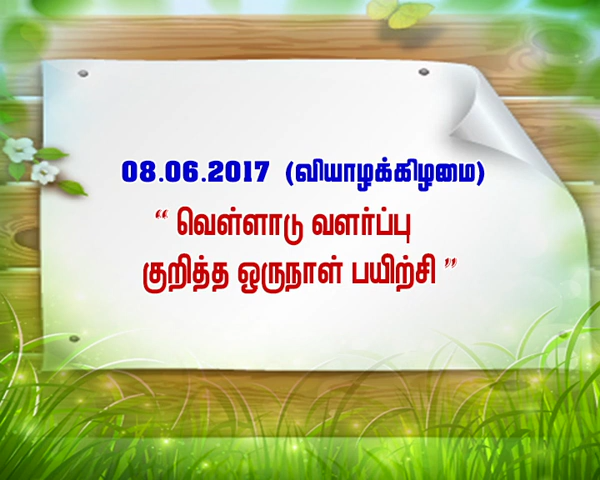 08.06.2017 (வியாழக்கிழமை)
“ வெள்ளாடு வளர்ப்பு
குறித்த ஒருநாள் பயிற்சி ”